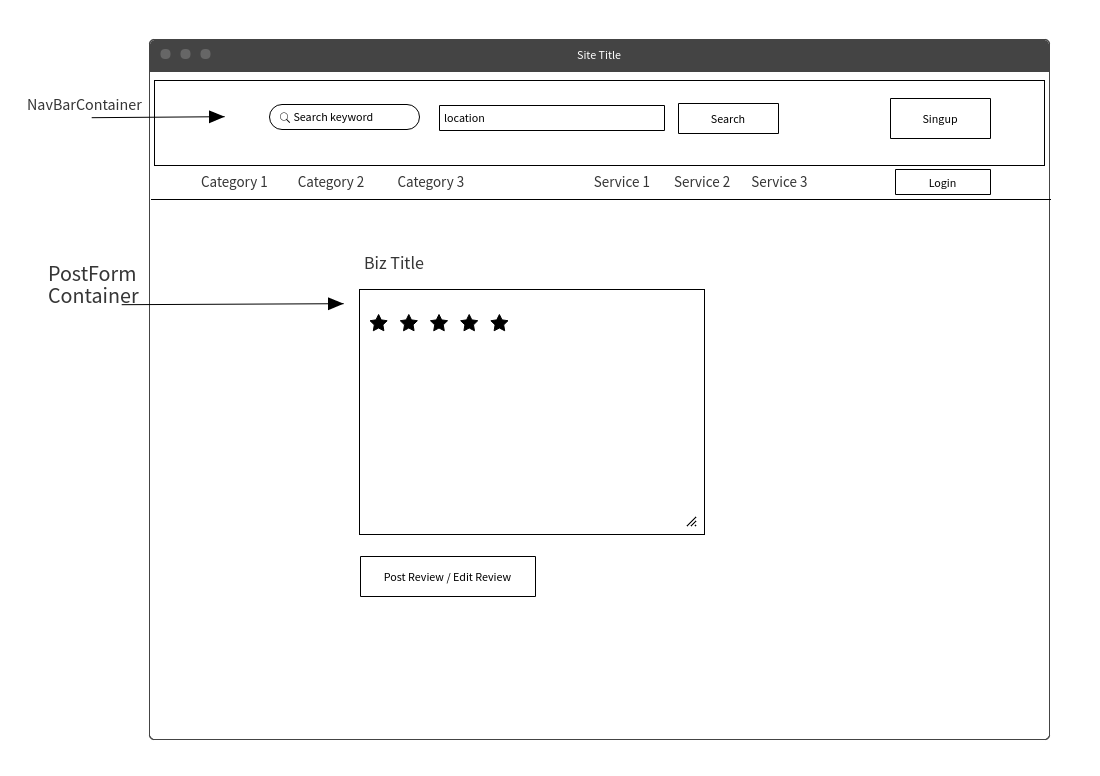 Site Title
NavBarContainer
Search keyword
location
Search
Singup
Category 1
Category 2
Category 3
Service 1
Service 2
Service 3
Login
Biz Title
PostForm
Container
Post Review / Edit Review